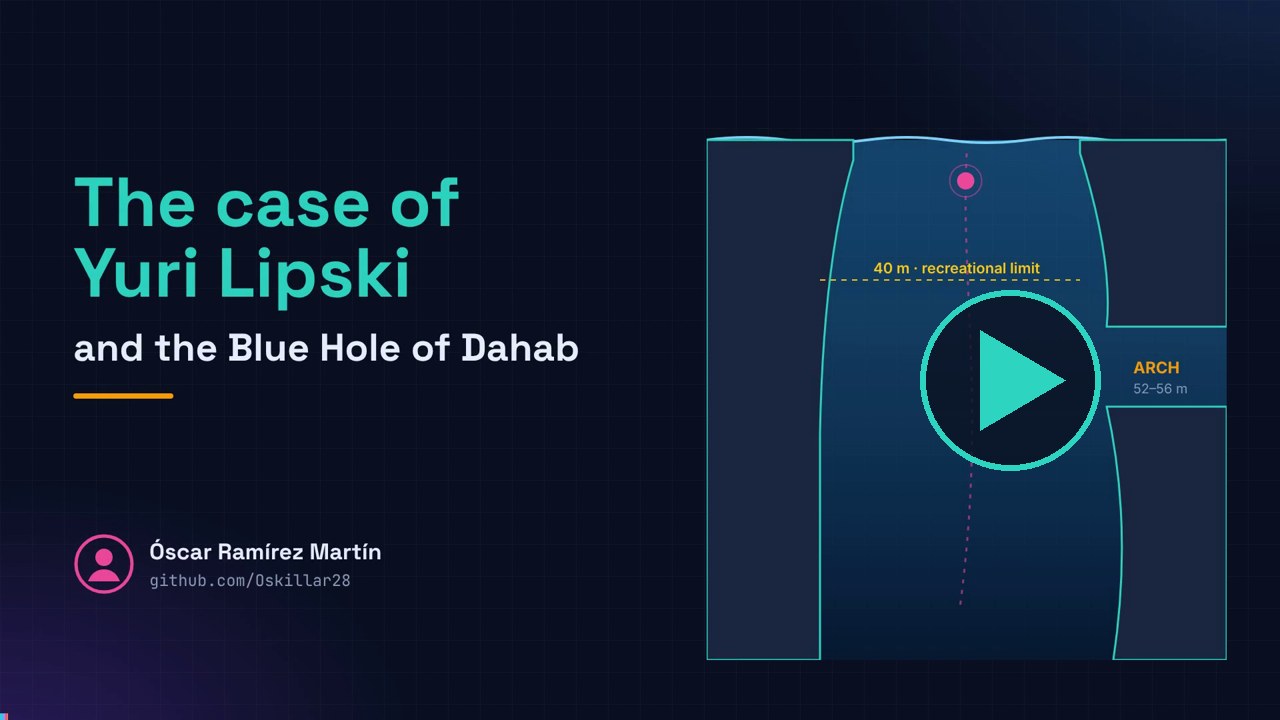 The case of
Yuri Lipski
and the Blue Hole of Dahab
Óscar Ramírez Martín
github.com/Oskillar28
40 m · recreational limit
ARCH
52–56 m